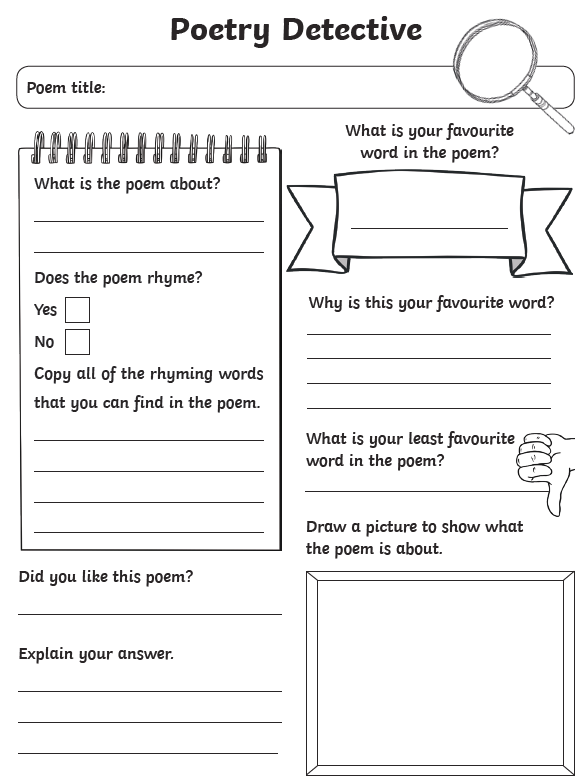 Poetry Detective
Poem title:
What is the poem about?
Does the poem rhyme?
Yes
No
Copy all of the rhyming words
that you can find in the poem.
Did you like this poem?
Explain your answer.
What is your favourite
word in the poem?
Why is this your favourite word?
What is your least favourite
word in the poem?
Draw a picture to show what
the poem is about.